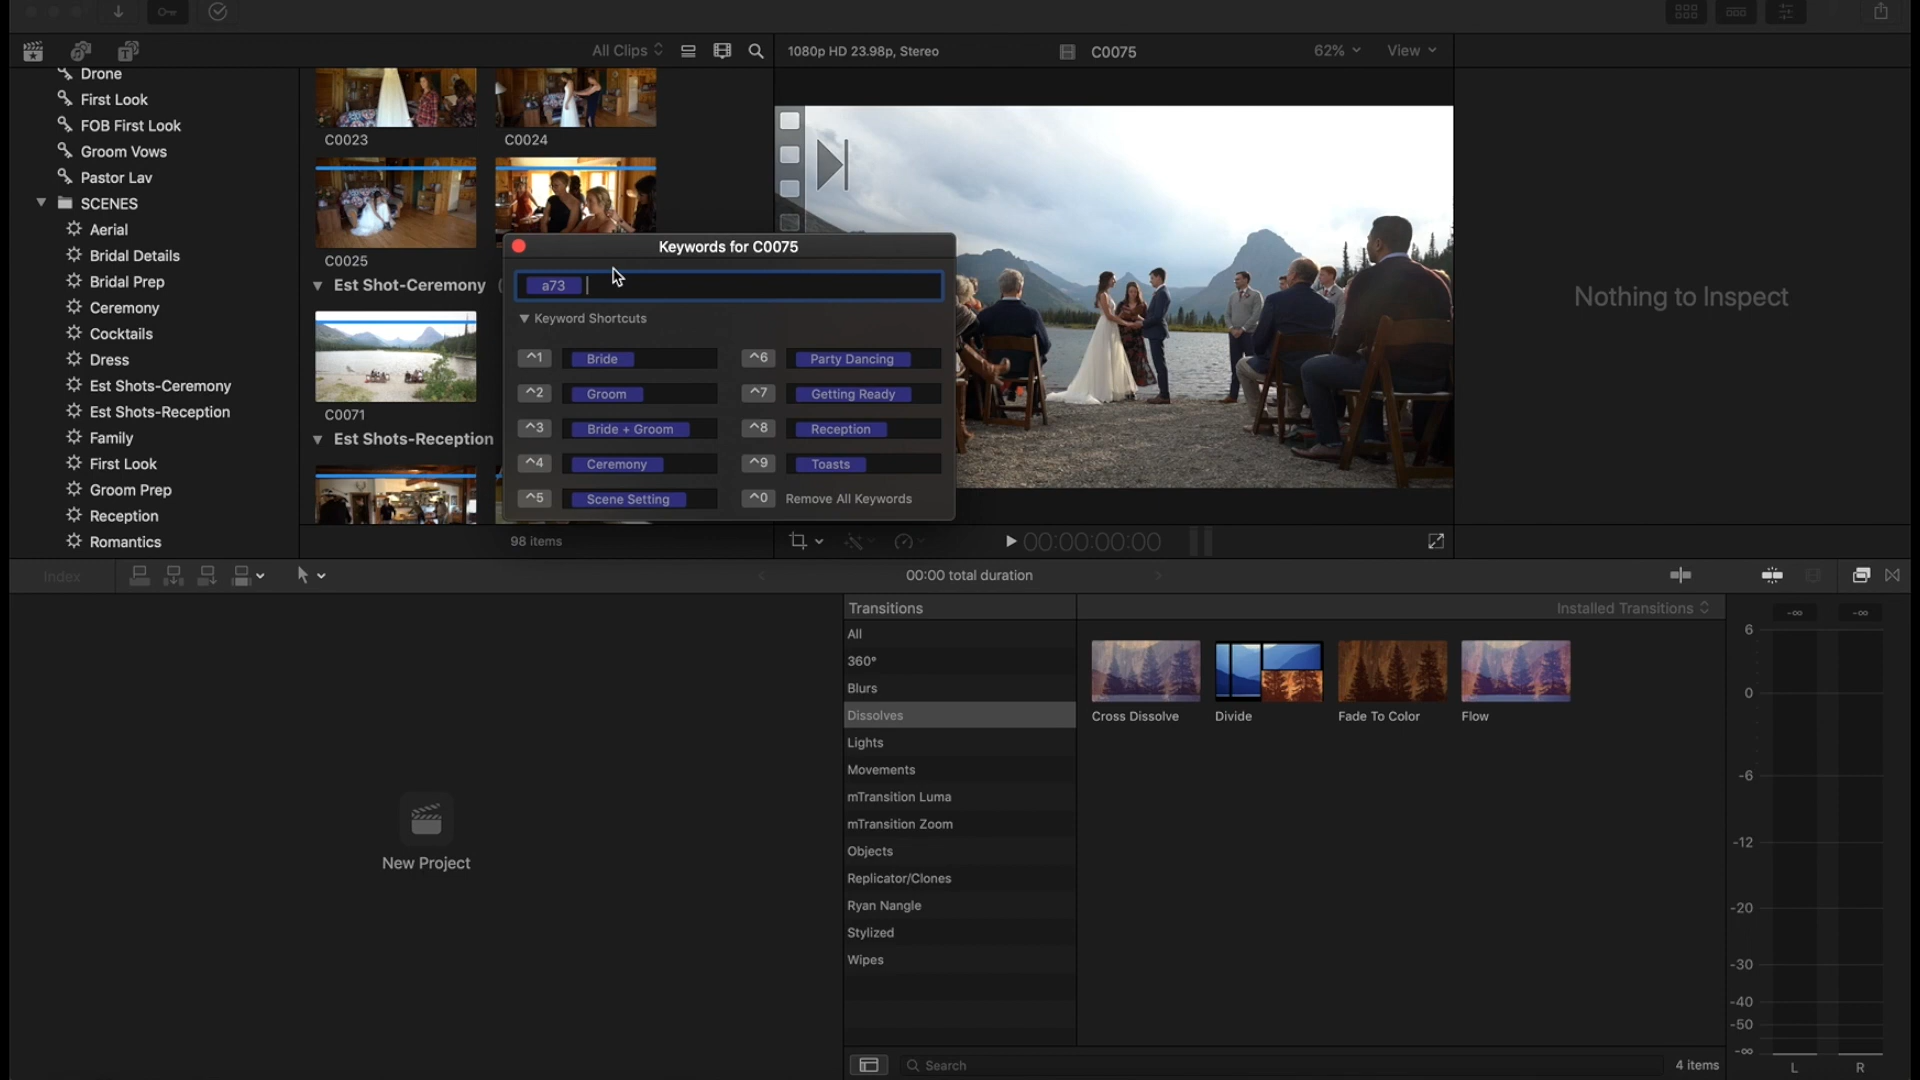 All Clips
1080p HD 23.98p, Stereo
C0075
62%
View
Drone
First Look
FOB First Look
Groom Vows
Pastor Lav
SCENES
Aerial
Bridal Details
Bridal Prep
Ceremony
Cocktails
Dress
Est Shots-Ceremony
Est Shots-Reception
Family
First Look
Groom Prep
Reception
Romantics
C0023
C0024
C0025
Est Shot-Ceremony (
C0071
Est Shots-Reception
98 items
Keywords for C0075
a73
Keyword Shortcuts
^1 Bride
^6 Party Dancing
^2 Groom
^7 Getting Ready
^3 Bride + Groom
^8 Reception
^4 Ceremony
^9 Toasts
^5 Scene Setting
^0 Remove All Keywords
Nothing to Inspect
00:00:00:00
Index
00:00 total duration
New Project
Transitions
Installed Transitions
All
360°
Blurs
Dissolves
Lights
Movements
mTransition Luma
mTransition Zoom
Objects
Replicator/Clones
Ryan Nangle
Stylized
Wipes
Cross Dissolve
Divide
Fade To Color
Flow
Search
4 items
-∞ -∞
6
0
-6
-12
-20
-30
-40
-50
-∞
L R